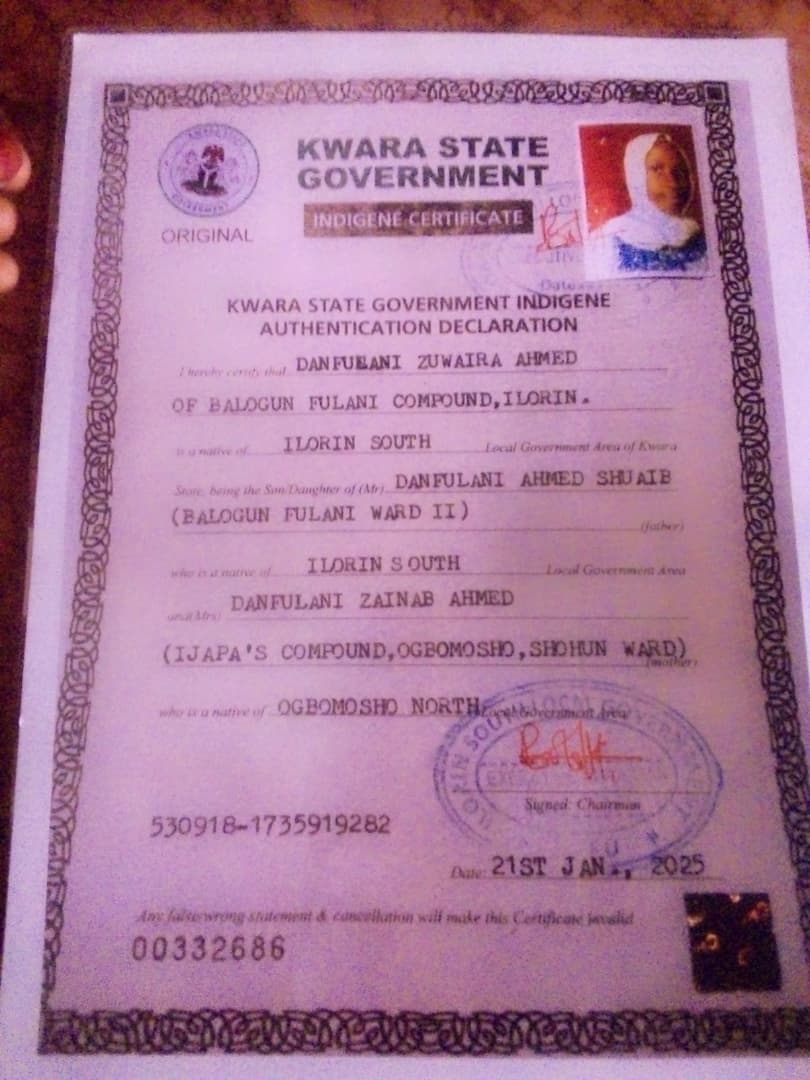 KWARA STATE
GOVERNMENT
INDIGENE CERTIFICATE
ORIGINAL
KWARA STATE GOVERNMENT INDIGENE
AUTHENTICATION DECLARATION
I hereby certify that DANFULANI ZUWAIRA AHMED
OF BALOGUN FULANI COMPOUND,ILORIN.
is a native of ILORIN SOUTH Local Government Area of Kwara
State, being the Son/Daughter of (Mr) DANFULANI AHMED SHUAIB
(BALOGUN FULANI WARD II)
(father)
who is a native of ILORIN SOUTH Local Government Area
and(Mrs) DANFULANI ZAINAB AHMED
(IJAPA'S COMPOUND,OGBOMOSHO,SHOHUN WARD)
(mother)
who is a native of OGBOMOSHO NORTH Local Government Area
Signed: Chairman
530918-1735919282
Date: 21ST JAN., 2025
Any false/wrong statement & cancellation will make this Certificate invalid
00332686